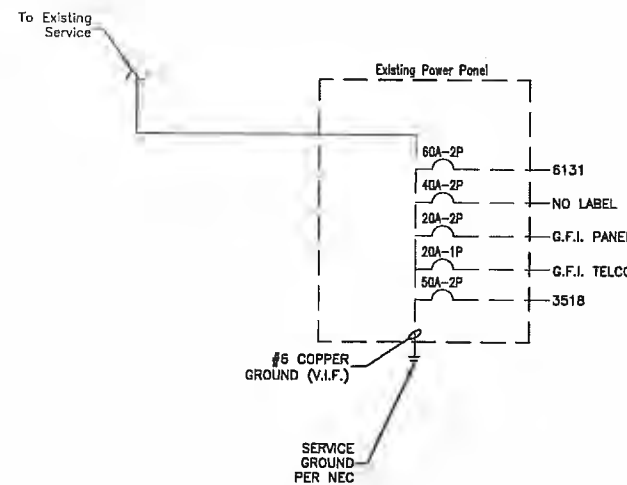 To Existing
Service
Existing Power Panel
60A-2P
6131
40A-2P
NO LABEL
20A-2P
G.F.I. PANEL
20A-1P
G.F.I. TELCO
50A-2P
3518
#6 COPPER
GROUND (V.I.F.)
SERVICE
GROUND
PER NEC